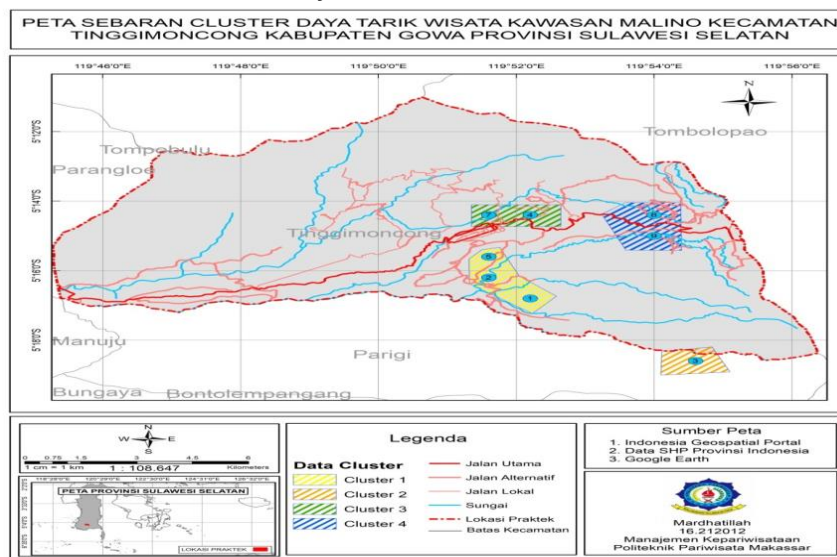 PETA SEBARAN CLUSTER DAYA TARIK WISATA KAWASAN MALINO KECAMATAN
TINGGIMONCONG KABUPATEN GOWA PROVINSI SULAWESI SELATAN
119°46'0"E 119°48'0"E 119°50'0"E 119°52'0"E 119°54'0"E 119°56'0"E
N
5°12'0"S
Tombolopao
Tompobulu
Parangloe
5°14'0"S
7 4
Tinggimoncong
5°16'0"S
2
1
5°18'0"S
Manuju
Parigi
3
Bungaya Bontolempangang
N
W E
S
0 0.75 1.5 3 4.5 6
Kilometers
1 cm = 1 km
1 : 108.647
PETA PROVINSI SULAWESI SELATAN
LOKASI PRAKTEK
Legenda
Data Cluster
Cluster 1
Cluster 2
Cluster 3
Cluster 4
Jalan Utama
Jalan Alternatif
Jalan Lokal
Sungai
Lokasi Praktek
Batas Kecamatan
Sumber Peta
1. Indonesia Geospatial Portal
2. Data SHP Provinsi Indonesia
3. Google Earth
Mardhatillah
16.212012
Manajemen Kepariwisataan
Politeknik Pariwisata Makassar